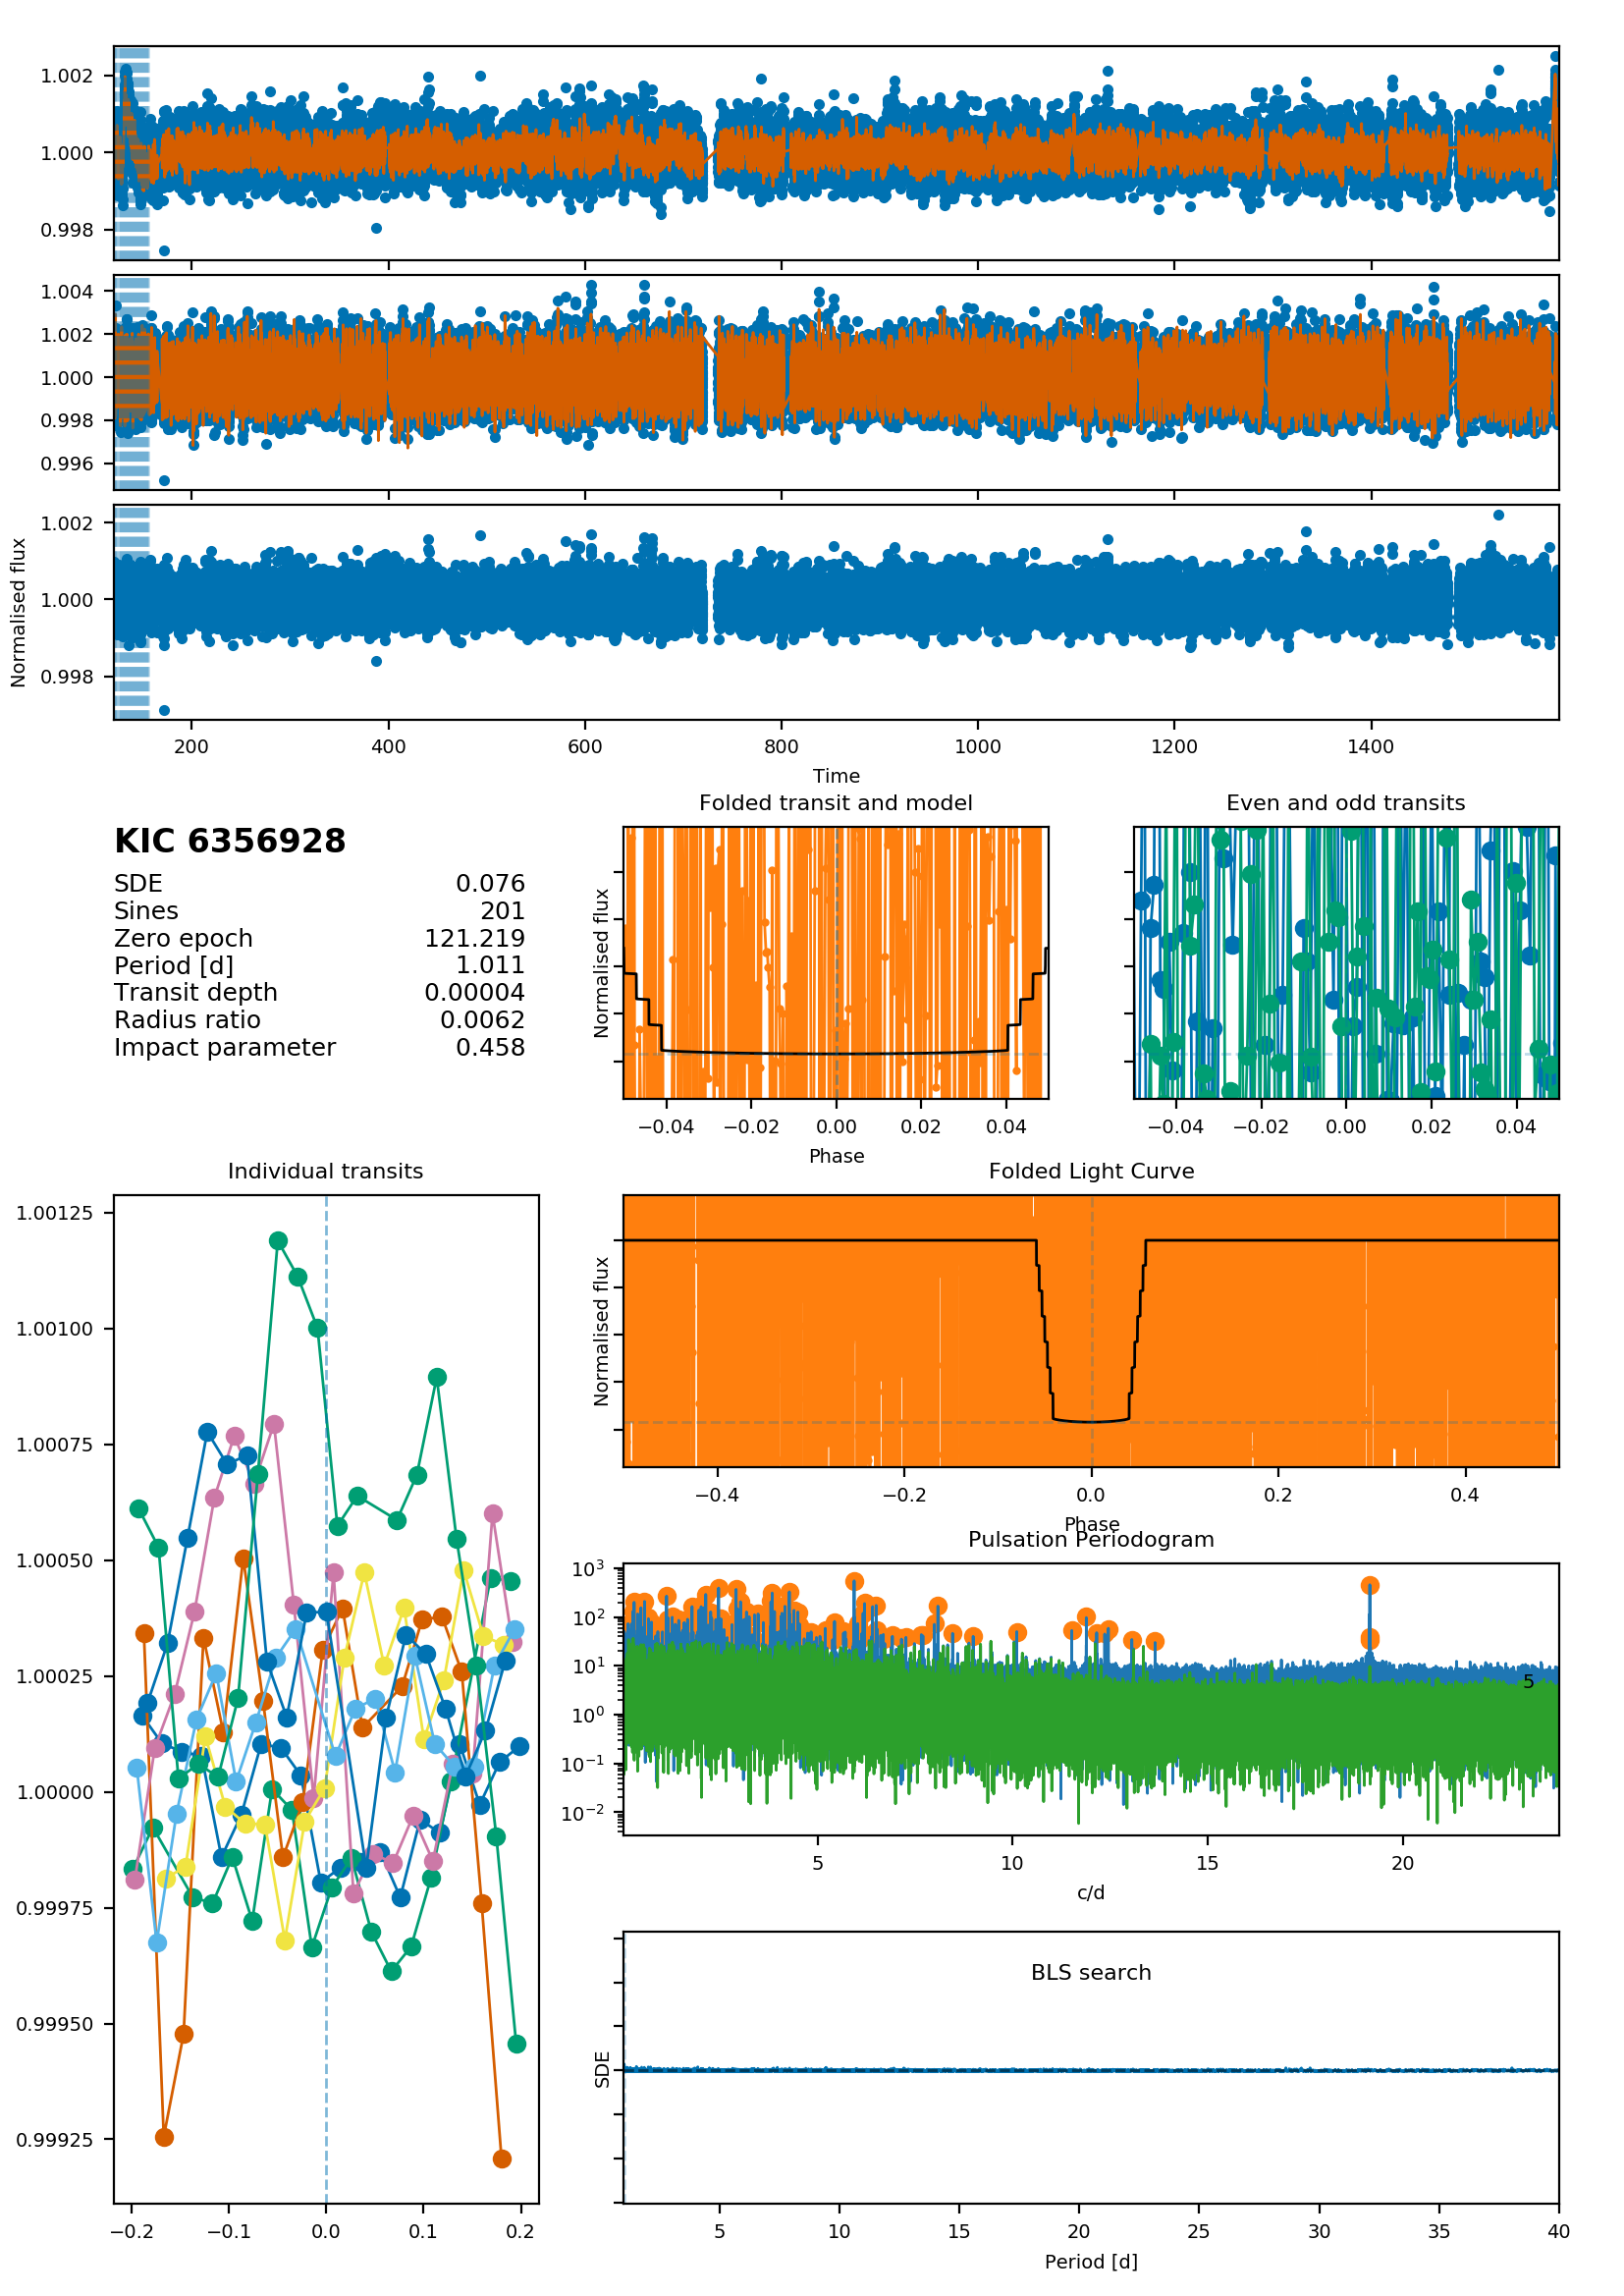 1.002
1.000
0.998
1.004
1.002
1.000
0.998
0.996
1.002
1.000
0.998
Normalised flux
200 400 600 800 1000 1200 1400
Time
KIC 6356928
SDE 0.076
Sines 201
Zero epoch 121.219
Period [d] 1.011
Transit depth 0.00004
Radius ratio 0.0062
Impact parameter 0.458
Folded transit and model
Normalised flux
−0.04 −0.02 0.00 0.02 0.04
Phase
Even and odd transits
−0.04 −0.02 0.00 0.02 0.04
Individual transits
1.00125
1.00100
1.00075
1.00050
1.00025
1.00000
0.99975
0.99950
0.99925
−0.2 −0.1 0.0 0.1 0.2
Folded Light Curve
Normalised flux
−0.4 −0.2 0.0 0.2 0.4
Phase
Pulsation Periodogram
10³
10²
10¹
10⁰
10⁻¹
10⁻²
5
5 10 15 20
c/d
BLS search
SDE
5 10 15 20 25 30 35 40
Period [d]